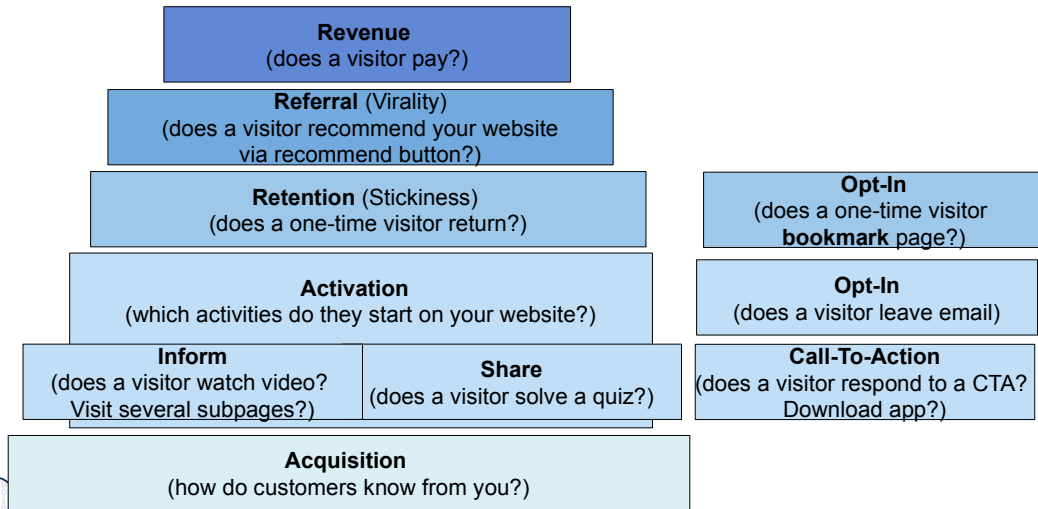 Revenue
(does a visitor pay?)
Referral (Virality)
(does a visitor recommend your website
via recommend button?)
Retention (Stickiness)
(does a one-time visitor return?)
Opt-In
(does a one-time visitor
bookmark page?)
Activation
(which activities do they start on your website?)
Opt-In
(does a visitor leave email)
Inform
(does a visitor watch video?
Visit several subpages?)
Share
(does a visitor solve a quiz?)
Call-To-Action
(does a visitor respond to a CTA?
Download app?)
Acquisition
(how do customers know from you?)